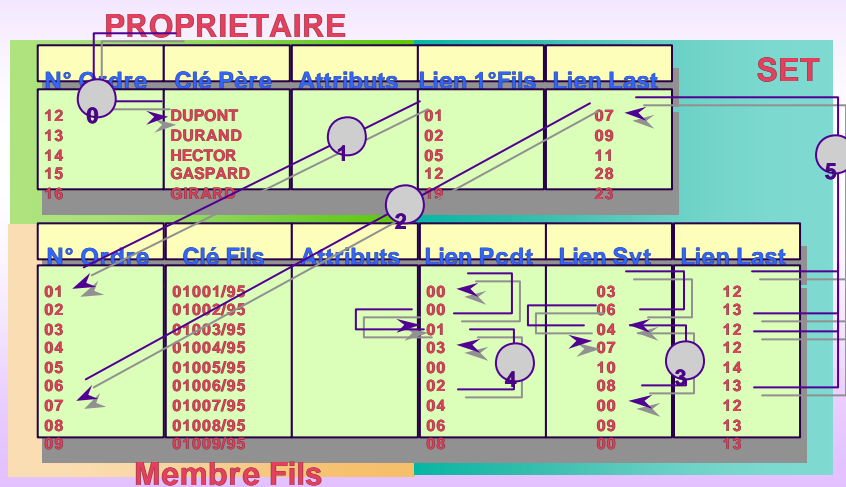 PROPRIETAIRE
SET
N° Ordre Clé Père Attributs Lien 1°Fils Lien Last
12 DUPONT 01 07
13 DURAND 02 09
14 HECTOR 05 11
15 GASPARD 12 28
16 GIRARD 19 23
0
1
2
5
N° Ordre Clé Fils Attributs Lien Pcdt Lien Svt Lien Last
01 01001/95 00 03 12
02 01002/95 00 06 13
03 01003/95 01 04 12
04 01004/95 03 07 12
05 01005/95 00 10 14
06 01006/95 02 08 13
07 01007/95 04 00 12
08 01008/95 06 09 13
09 01009/95 08 00 13
4
3
Membre Fils